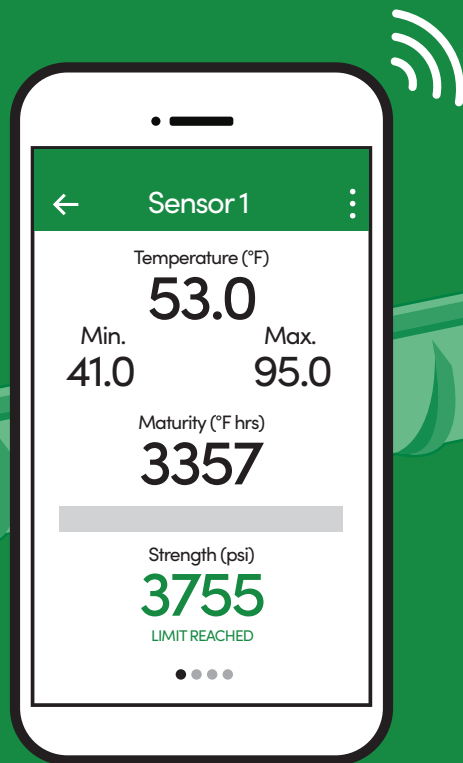 Sensor 1
Temperature (°F)
53.0
Min. Max.
41.0 95.0
Maturity (°F hrs)
3357
Strength (psi)
3755
LIMIT REACHED